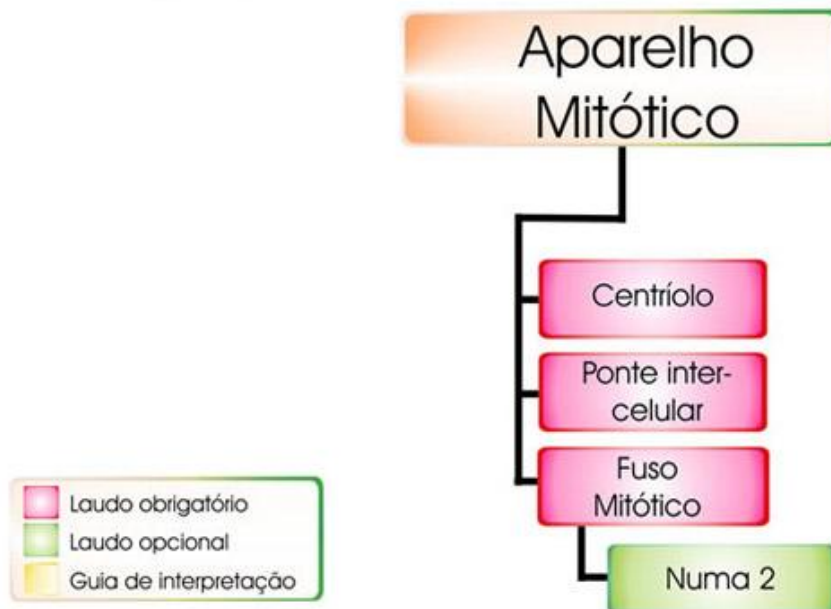 Aparelho
Mitótico
Centríolo
Ponte inter-
celular
Fuso
Mitótico
Numa 2
Laudo obrigatório
Laudo opcional
Guia de interpretação